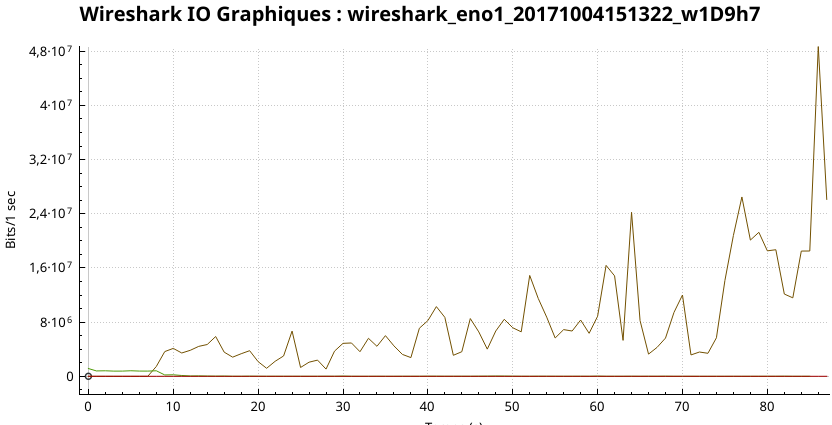 Wireshark IO Graphiques : wireshark_eno1_20171004151322_w1D9h7
4,8·10⁷
4·10⁷
3,2·10⁷
2,4·10⁷
1,6·10⁷
8·10⁶
0
Bits/1 sec
0 10 20 30 40 50 60 70 80